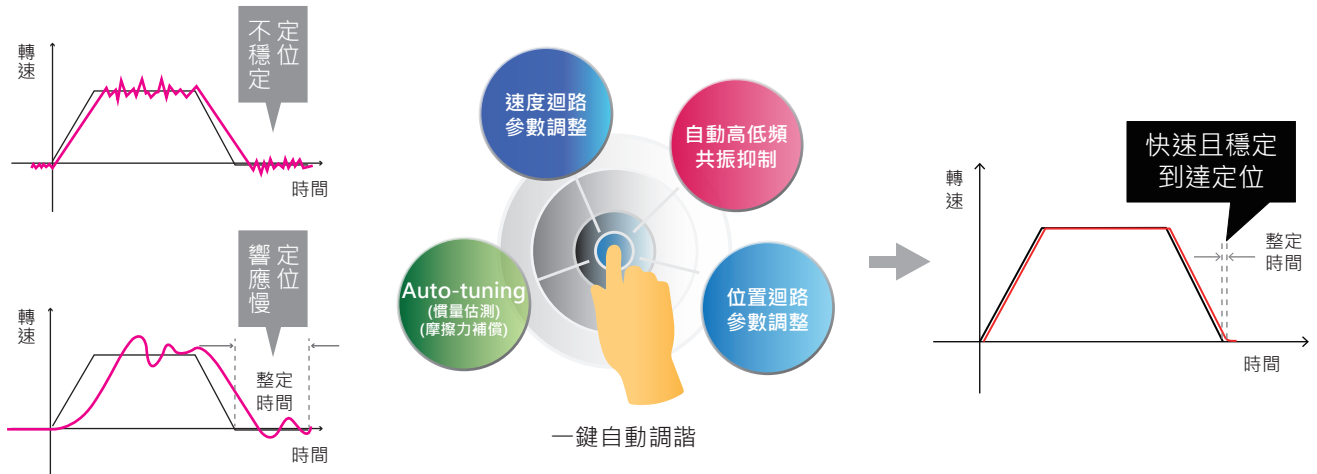 轉速
定位
不穩定
時間
轉速
定位
響應慢
整定
時間
時間
速度迴路
參數調整
自動高低頻
共振抑制
Auto-tuning
(慣量估測)
(摩擦力補償)
位置迴路
參數調整
一鍵自動調諧
轉速
快速且穩定
到達定位
整定
時間
時間